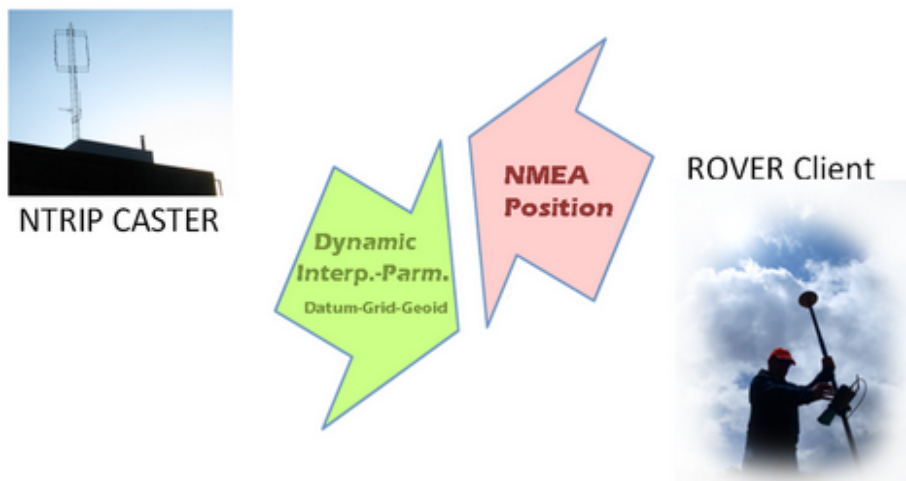 NTRIP CASTER
NMEA
Position
ROVER Client
Dynamic
Interp.-Parm.
Datum-Grid-Geoid